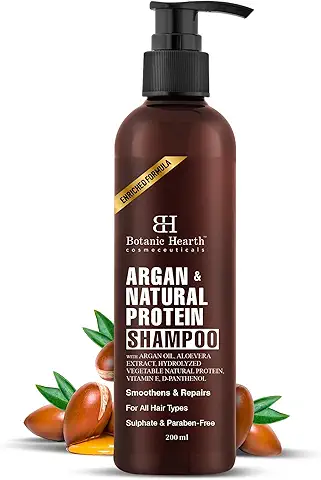 ENRICHED FORMULA
BH
Botanic Hearth™
cosmeceuticals
ARGAN &
NATURAL
PROTEIN
SHAMPOO
WITH ARGAN OIL, ALOEVERA
EXTRACT, HYDROLYZED
VEGETABLE NATURAL PROTEIN,
VITAMIN E, D-PANTHENOL
Smoothens & Repairs
For All Hair Types
Sulphate & Paraben-Free
200 ml